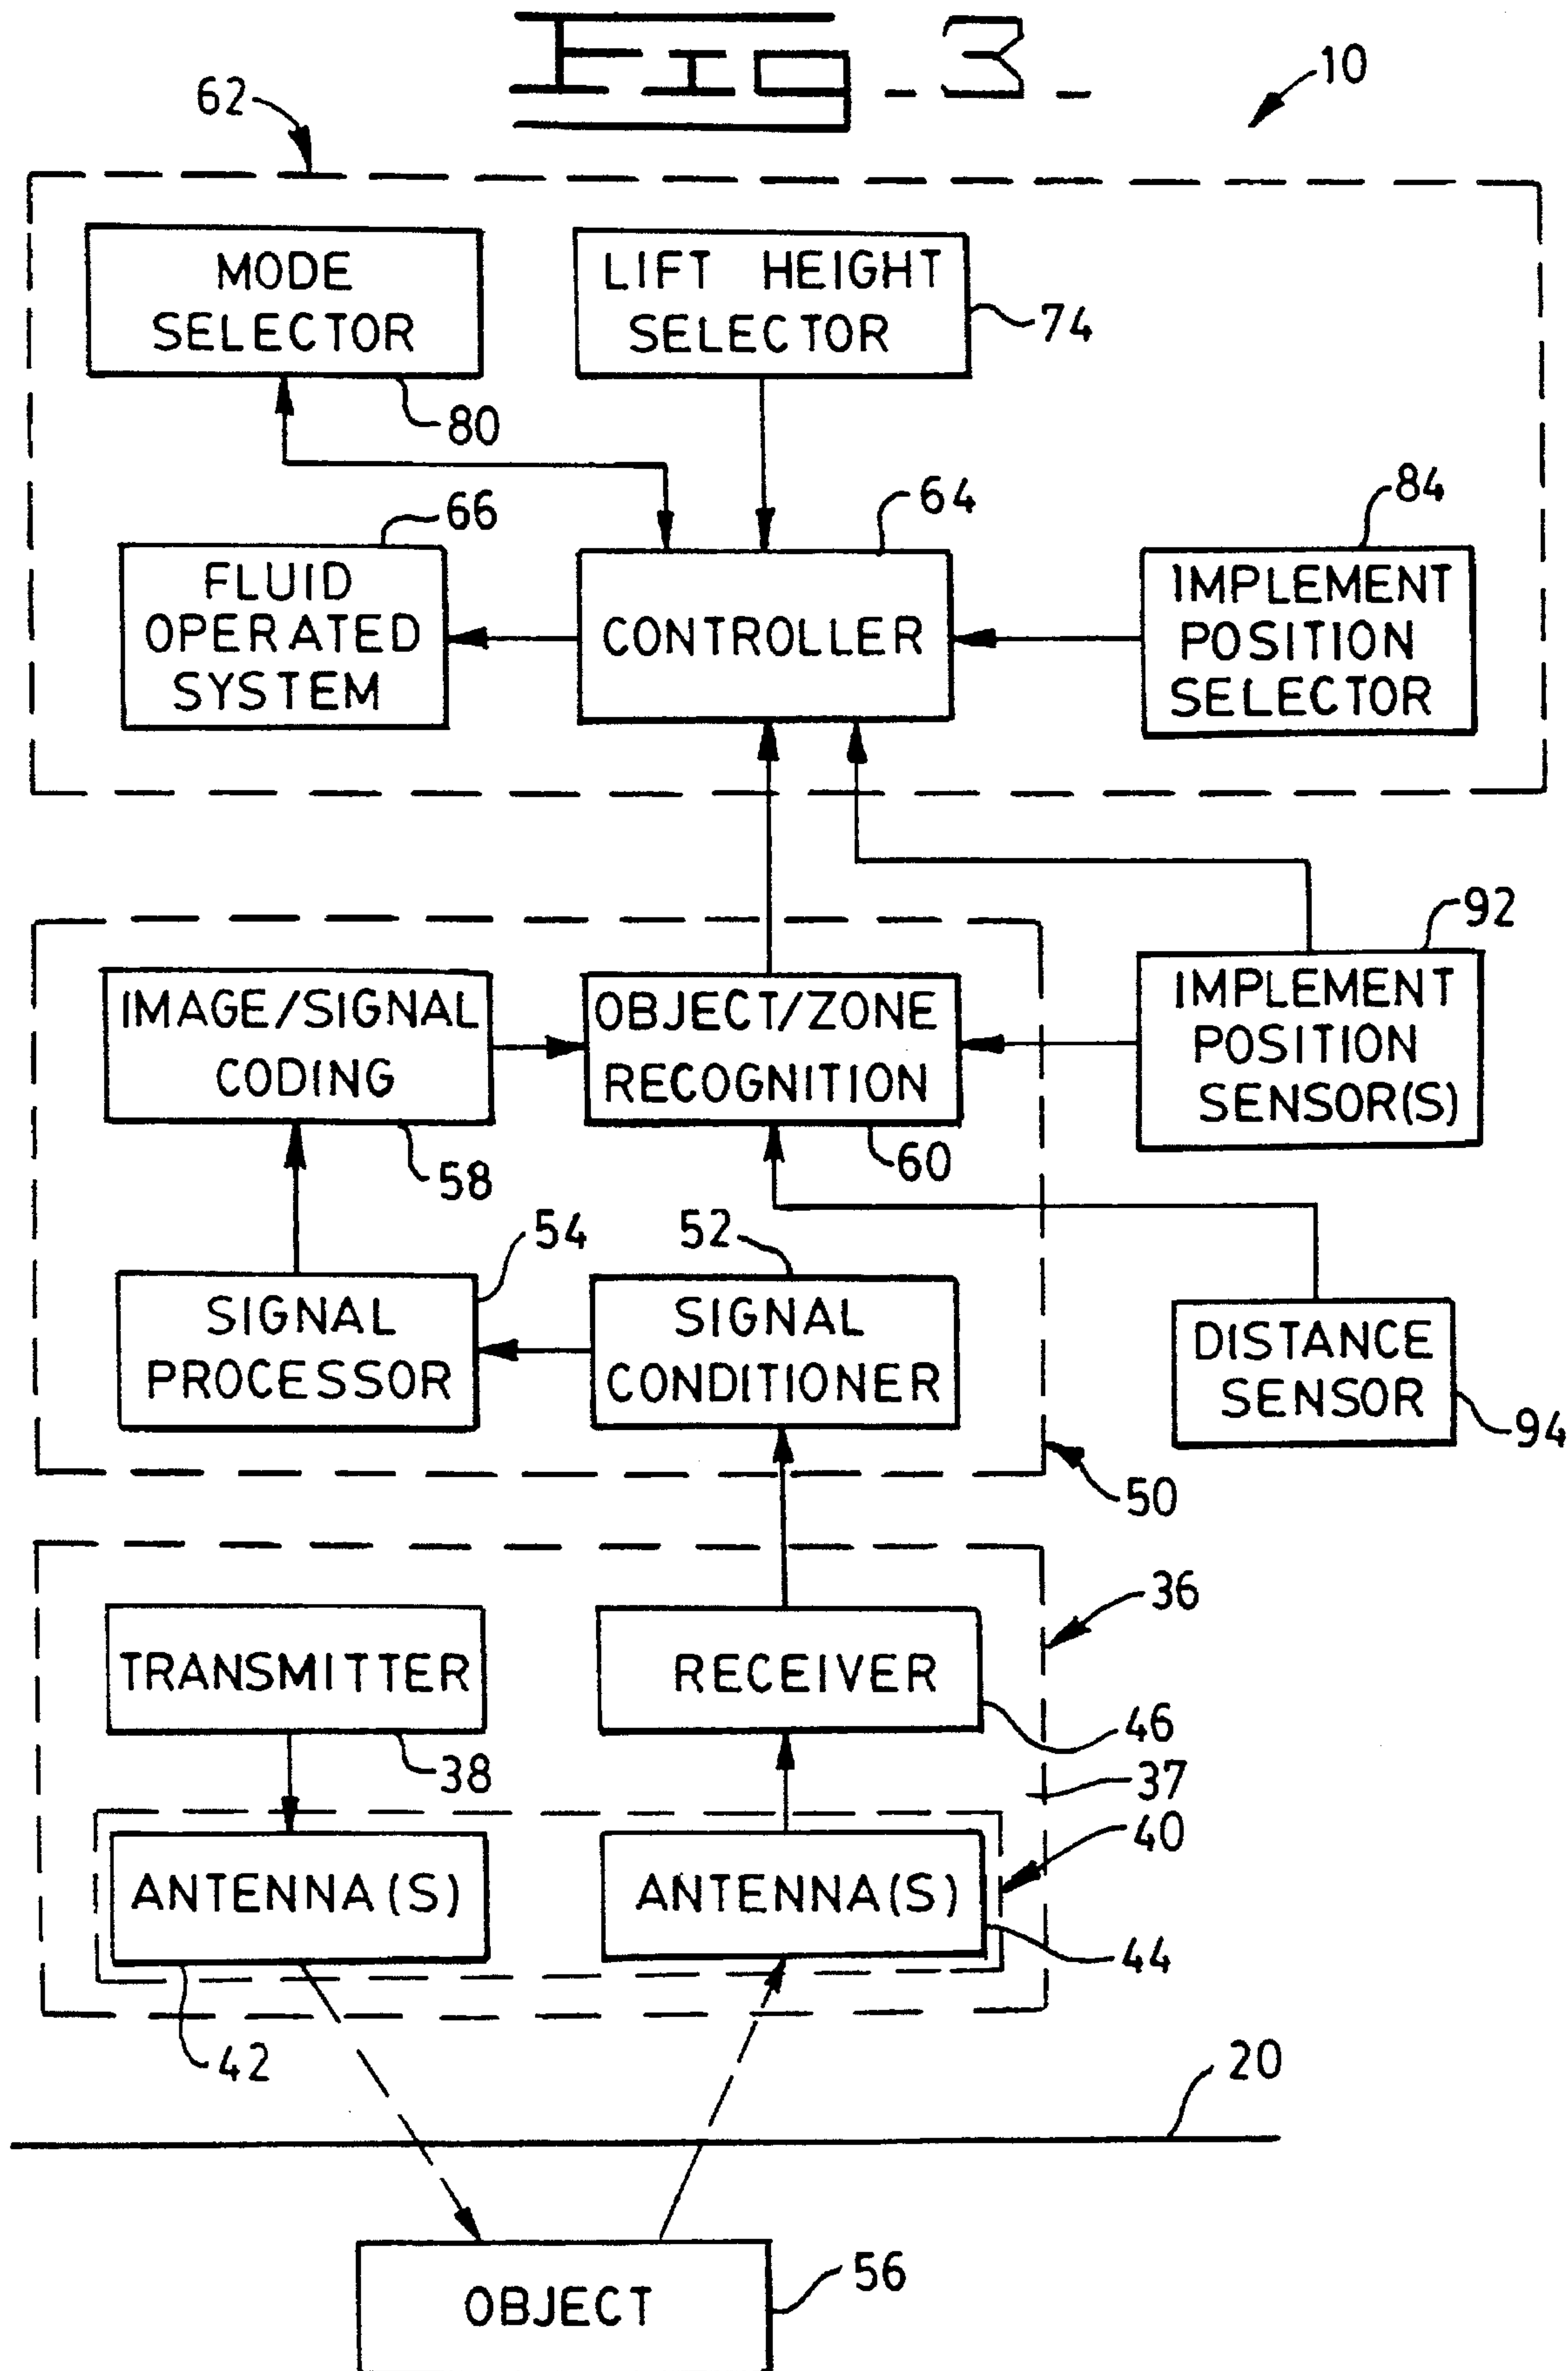 Fig-3-
10
62
MODE
SELECTOR
80
LIFT HEIGHT
SELECTOR
74
66
FLUID
OPERATED
SYSTEM
64
CONTROLLER
84
IMPLEMENT
POSITION
SELECTOR
IMAGE/SIGNAL
CODING
58
OBJECT/ZONE
RECOGNITION
60
92
IMPLEMENT
POSITION
SENSOR(S)
54
SIGNAL
PROCESSOR
52
SIGNAL
CONDITIONER
DISTANCE
SENSOR
94
50
36
TRANSMITTER
38
RECEIVER
46
37
40
ANTENNA(S)
42
ANTENNA(S)
44
20
OBJECT
56